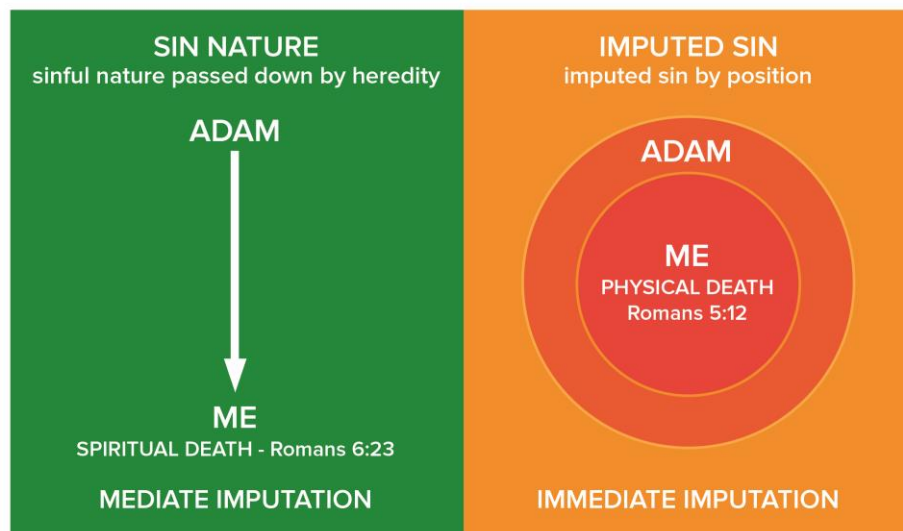 SIN NATURE
sinful nature passed down by heredity
ADAM
ME
SPIRITUAL DEATH - Romans 6:23
MEDIATE IMPUTATION
IMPUTED SIN
imputed sin by position
ADAM
ME
PHYSICAL DEATH
Romans 5:12
IMMEDIATE IMPUTATION